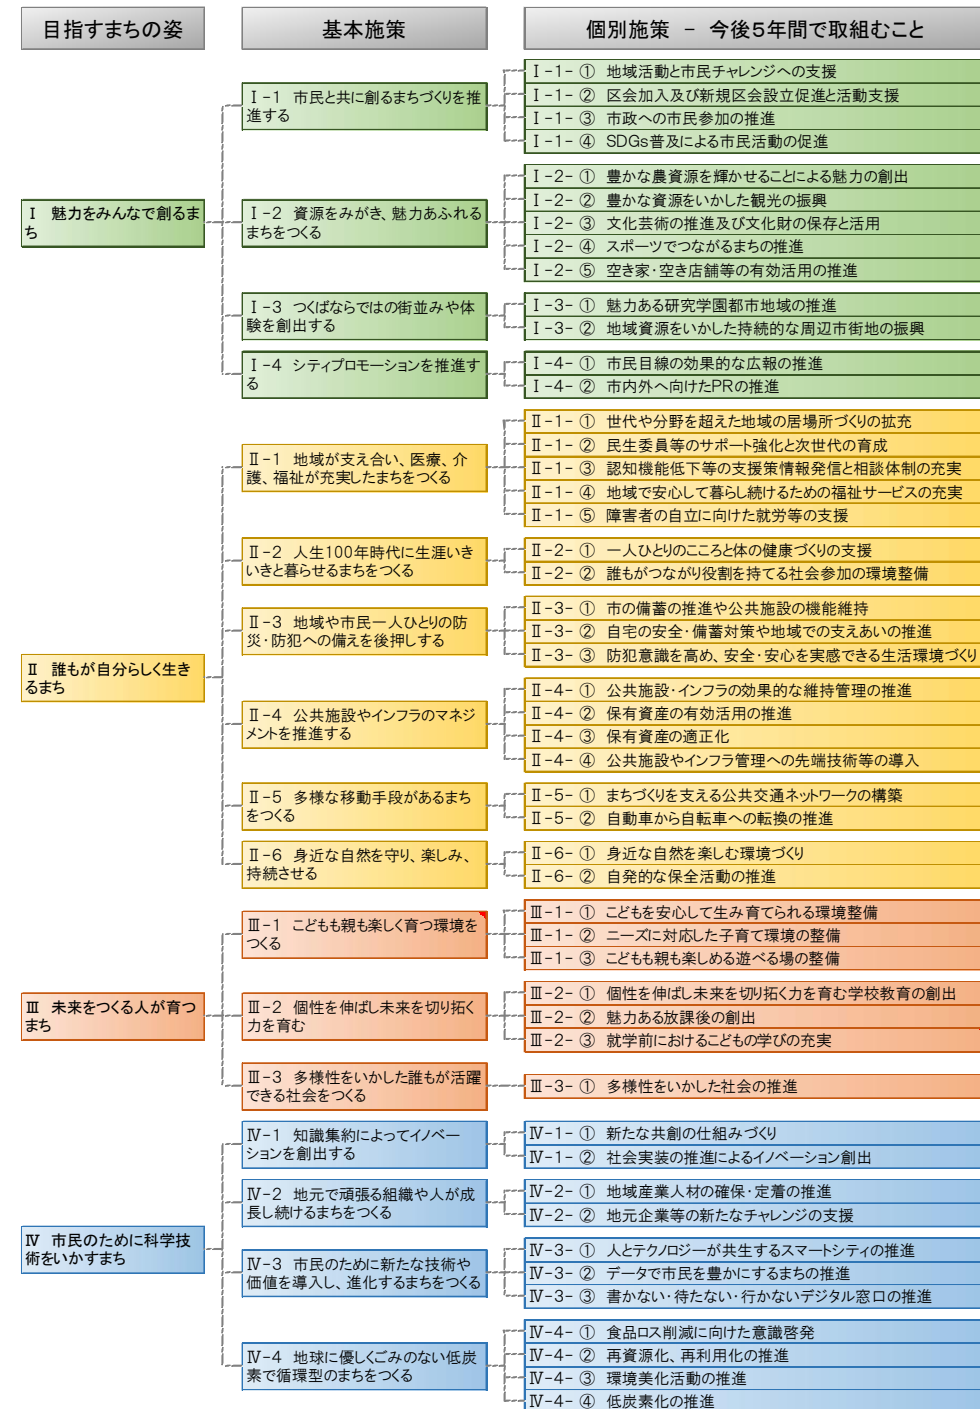 目指すまちの姿
基本施策
個別施策 － 今後5年間で取組むこと
Ⅰ 魅力をみんなで創るま
ち
Ⅰ-1 市民と共に創るまちづくりを推
進する
Ⅰ-1-① 地域活動と市民チャレンジへの支援
Ⅰ-1-② 区会加入及び新規区会設立促進と活動支援
Ⅰ-1-③ 市政への市民参加の推進
Ⅰ-1-④ SDGs普及による市民活動の促進
Ⅰ-2 資源をみがき、魅力あふれる
まちをつくる
Ⅰ-2-① 豊かな農資源を輝かせることによる魅力の創出
Ⅰ-2-② 豊かな資源をいかした観光の振興
Ⅰ-2-③ 文化芸術の推進及び文化財の保存と活用
Ⅰ-2-④ スポーツでつながるまちの推進
Ⅰ-2-⑤ 空き家・空き店舗等の有効活用の推進
Ⅰ-3 つくばならではの街並みや体
験を創出する
Ⅰ-3-① 魅力ある研究学園都市地域の推進
Ⅰ-3-② 地域資源をいかした持続的な周辺市街地の振興
Ⅰ-4 シティプロモーションを推進す
る
Ⅰ-4-① 市民目線の効果的な広報の推進
Ⅰ-4-② 市内外へ向けたPRの推進
Ⅱ 誰もが自分らしく生き
るまち
Ⅱ-1 地域が支え合い、医療、介
護、福祉が充実したまちをつくる
Ⅱ-1-① 世代や分野を超えた地域の居場所づくりの拡充
Ⅱ-1-② 民生委員等のサポート強化と次世代の育成
Ⅱ-1-③ 認知機能低下等の支援策情報発信と相談体制の充実
Ⅱ-1-④ 地域で安心して暮らし続けるための福祉サービスの充実
Ⅱ-1-⑤ 障害者の自立に向けた就労等の支援
Ⅱ-2 人生100年時代に生涯いき
いきと暮らせるまちをつくる
Ⅱ-2-① 一人ひとりのこころと体の健康づくりの支援
Ⅱ-2-② 誰もがつながり役割を持てる社会参加の環境整備
Ⅱ-3 地域や市民一人ひとりの防
災・防犯への備えを後押しする
Ⅱ-3-① 市の備蓄の推進や公共施設の機能維持
Ⅱ-3-② 自宅の安全・備蓄対策や地域での支えあいの推進
Ⅱ-3-③ 防犯意識を高め、安全・安心を実感できる生活環境づくり
Ⅱ-4 公共施設やインフラのマネジ
メントを推進する
Ⅱ-4-① 公共施設・インフラの効果的な維持管理の推進
Ⅱ-4-② 保有資産の有効活用の推進
Ⅱ-4-③ 保有資産の適正化
Ⅱ-4-④ 公共施設やインフラ管理への先端技術等の導入
Ⅱ-5 多様な移動手段があるまち
をつくる
Ⅱ-5-① まちづくりを支える公共交通ネットワークの構築
Ⅱ-5-② 自動車から自転車への転換の推進
Ⅱ-6 身近な自然を守り、楽しみ、
持続させる
Ⅱ-6-① 身近な自然を楽しむ環境づくり
Ⅱ-6-② 自発的な保全活動の推進
Ⅲ 未来をつくる人が育つ
まち
Ⅲ-1 こどもも親も楽しく育つ環境を
つくる
Ⅲ-1-① こどもを安心して生み育てられる環境整備
Ⅲ-1-② ニーズに対応した子育て環境の整備
Ⅲ-1-③ こどもも親も楽しめる遊べる場の整備
Ⅲ-2 個性を伸ばし未来を切り拓く
力を育む
Ⅲ-2-① 個性を伸ばし未来を切り拓く力を育む学校教育の創出
Ⅲ-2-② 魅力ある放課後の創出
Ⅲ-2-③ 就学前におけるこどもの学びの充実
Ⅲ-3 多様性をいかした誰もが活躍
できる社会をつくる
Ⅲ-3-① 多様性をいかした社会の推進
Ⅳ 市民のために科学技
術をいかすまち
Ⅳ-1 知識集約によってイノベー
ションを創出する
Ⅳ-1-① 新たな共創の仕組みづくり
Ⅳ-1-② 社会実装の推進によるイノベーション創出
Ⅳ-2 地元で頑張る組織や人が成
長し続けるまちをつくる
Ⅳ-2-① 地域産業人材の確保・定着の推進
Ⅳ-2-② 地元企業等の新たなチャレンジの支援
Ⅳ-3 市民のために新たな技術や
価値を導入し、進化するまちをつくる
Ⅳ-3-① 人とテクノロジーが共生するスマートシティの推進
Ⅳ-3-② データで市民を豊かにするまちの推進
Ⅳ-3-③ 書かない・待たない・行かないデジタル窓口の推進
Ⅳ-4 地球に優しくごみのない低炭
素で循環型のまちをつくる
Ⅳ-4-① 食品ロス削減に向けた意識啓発
Ⅳ-4-② 再資源化、再利用化の推進
Ⅳ-4-③ 環境美化活動の推進
Ⅳ-4-④ 低炭素化の推進